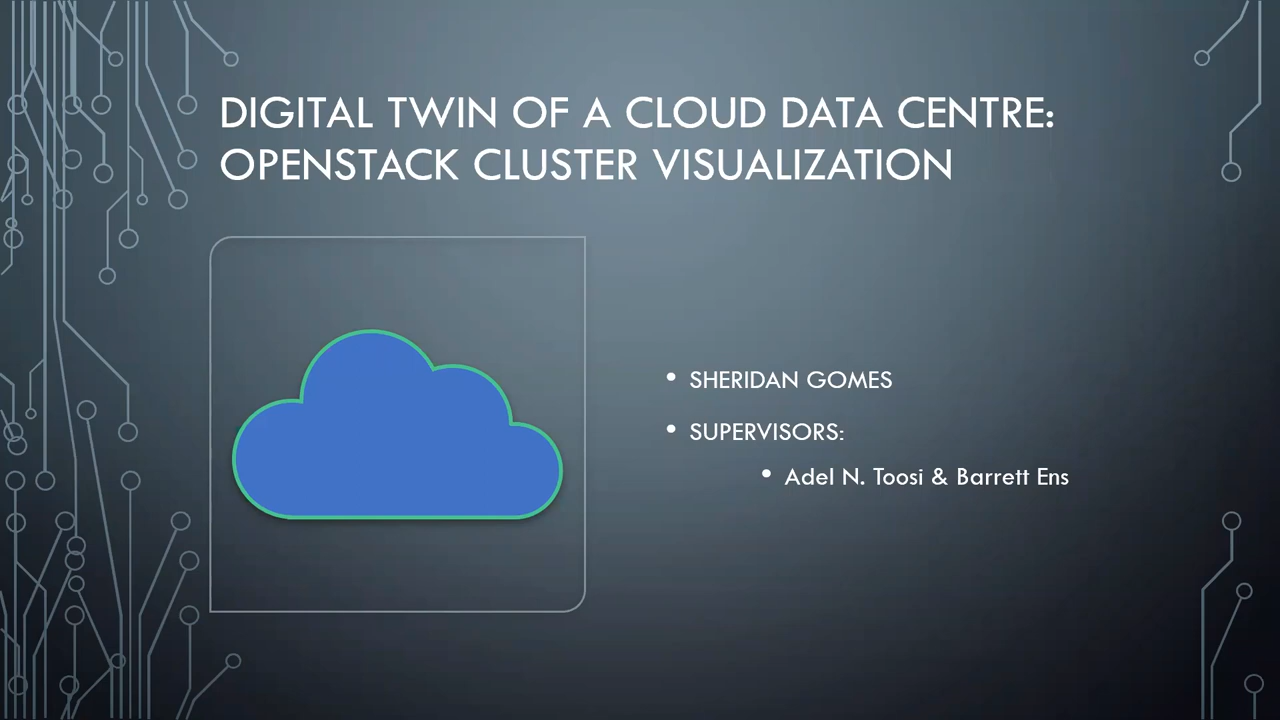 DIGITAL TWIN OF A CLOUD DATA CENTRE:
OPENSTACK CLUSTER VISUALIZATION
• SHERIDAN GOMES
• SUPERVISORS:
• Adel N. Toosi & Barrett Ens